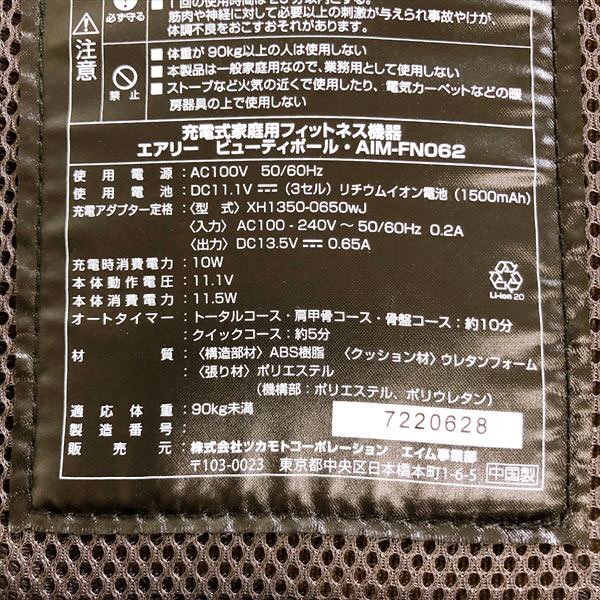 必ず守る
1回の使用時間は20分以内とする。
筋肉や神経に対して必要以上の刺激が与えられ事故やけが、
体調不良をおこすおそれがあります。
注意
禁止
■体重が90kg以上の人は使用しない
■本製品は一般家庭用なので、業務用として使用しない
■ストーブなど火気の近くで使用したり、電気カーペットなどの暖
房器具の上で使用しない
充電式家庭用フィットネス機器
エアリー ビューティポール・AIM-FN062
使用電源:AC100V 50/60Hz
使用電池:DC11.1V⎓(3セル)リチウムイオン電池(1500mAh)
充電アダプター定格:〈型式〉XH1350-0650wJ
〈入力〉AC100-240V～50/60Hz 0.2A
〈出力〉DC13.5V⎓0.65A
充電時消費電力:10W
本体動作電圧:11.1V
本体消費電力:11.5W
オートタイマー:トータルコース・肩甲骨コース・骨盤コース:約10分
クイックコース:約5分
材質:〈構造部材〉ABS樹脂 〈クッション材〉ウレタンフォーム
〈張り材〉ポリエステル
(機構部:ポリエステル、ポリウレタン)
適応体重:90kg未満
製造番号:
7220628
販売元:株式会社ツカモトコーポレーション エイム事業部
〒103-0023 東京都中央区日本橋本町1-6-5
中国製
Li-ion 20